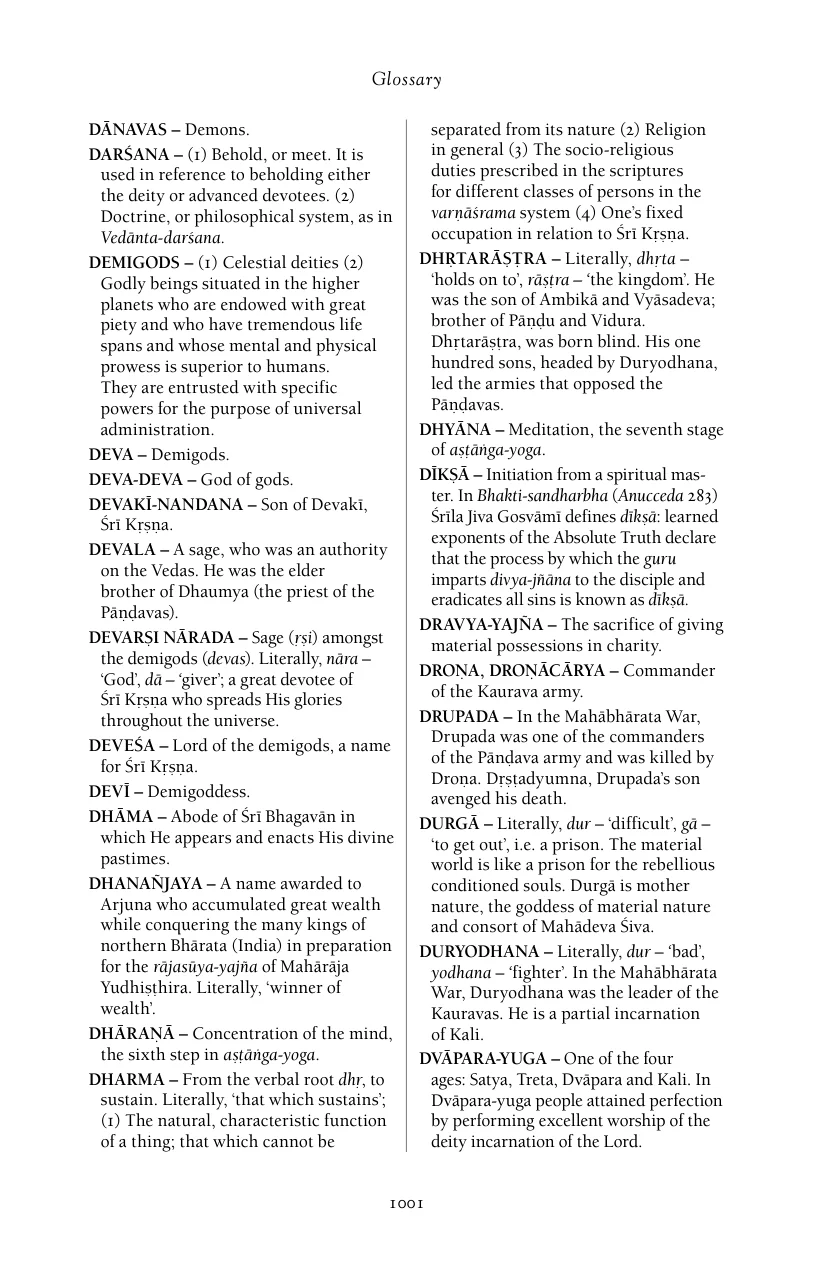 Glossary
DĀNAVAS – Demons.
DARŚANA – (1) Behold, or meet. It is
used in reference to beholding either
the deity or advanced devotees. (2)
Doctrine, or philosophical system, as in
Vedānta-darśana.
DEMIGODS – (1) Celestial deities (2)
Godly beings situated in the higher
planets who are endowed with great
piety and who have tremendous life
spans and whose mental and physical
prowess is superior to humans.
They are entrusted with specific
powers for the purpose of universal
administration.
DEVA – Demigods.
DEVA-DEVA – God of gods.
DEVAKĪ-NANDANA – Son of Devakī,
Śrī Kṛṣṇa.
DEVALA – A sage, who was an authority
on the Vedas. He was the elder
brother of Dhaumya (the priest of the
Pāṇḍavas).
DEVARṢI NĀRADA – Sage (ṛṣi) amongst
the demigods (devas). Literally, nāra –
‘God’, dā – ‘giver’; a great devotee of
Śrī Kṛṣṇa who spreads His glories
throughout the universe.
DEVEŚA – Lord of the demigods, a name
for Śrī Kṛṣṇa.
DEVĪ – Demigoddess.
DHĀMA – Abode of Śrī Bhagavān in
which He appears and enacts His divine
pastimes.
DHANAÑJAYA – A name awarded to
Arjuna who accumulated great wealth
while conquering the many kings of
northern Bhārata (India) in preparation
for the rājasūya-yajña of Mahārāja
Yudhiṣṭhira. Literally, ‘winner of
wealth’.
DHĀRAṆĀ – Concentration of the mind,
the sixth step in aṣṭāṅga-yoga.
DHARMA – From the verbal root dhṛ, to
sustain. Literally, ‘that which sustains’;
(1) The natural, characteristic function
of a thing; that which cannot be
separated from its nature (2) Religion
in general (3) The socio-religious
duties prescribed in the scriptures
for different classes of persons in the
varṇāśrama system (4) One’s fixed
occupation in relation to Śrī Kṛṣṇa.
DHṚTARĀṢṬRA – Literally, dhṛta –
‘holds on to’, rāṣṭra – ‘the kingdom’. He
was the son of Ambikā and Vyāsadeva;
brother of Pāṇḍu and Vidura.
Dhṛtarāṣṭra, was born blind. His one
hundred sons, headed by Duryodhana,
led the armies that opposed the
Pāṇḍavas.
DHYĀNA – Meditation, the seventh stage
of aṣṭāṅga-yoga.
DĪKṢĀ – Initiation from a spiritual mas-
ter. In Bhakti-sandharbha (Anucceda 283)
Śrīla Jiva Gosvāmī defines dīkṣā: learned
exponents of the Absolute Truth declare
that the process by which the guru
imparts divya-jñāna to the disciple and
eradicates all sins is known as dīkṣā.
DRAVYA-YAJÑA – The sacrifice of giving
material possessions in charity.
DROṆA, DROṆĀCĀRYA – Commander
of the Kaurava army.
DRUPADA – In the Mahābhārata War,
Drupada was one of the commanders
of the Pāṇḍava army and was killed by
Droṇa. Dṛṣṭadyumna, Drupada’s son
avenged his death.
DURGĀ – Literally, dur – ‘difficult’, gā –
‘to get out’, i.e. a prison. The material
world is like a prison for the rebellious
conditioned souls. Durgā is mother
nature, the goddess of material nature
and consort of Mahādeva Śiva.
DURYODHANA – Literally, dur – ‘bad’,
yodhana – ‘fighter’. In the Mahābhārata
War, Duryodhana was the leader of the
Kauravas. He is a partial incarnation
of Kali.
DVĀPARA-YUGA – One of the four
ages: Satya, Treta, Dvāpara and Kali. In
Dvāpara-yuga people attained perfection
by performing excellent worship of the
deity incarnation of the Lord.
1001